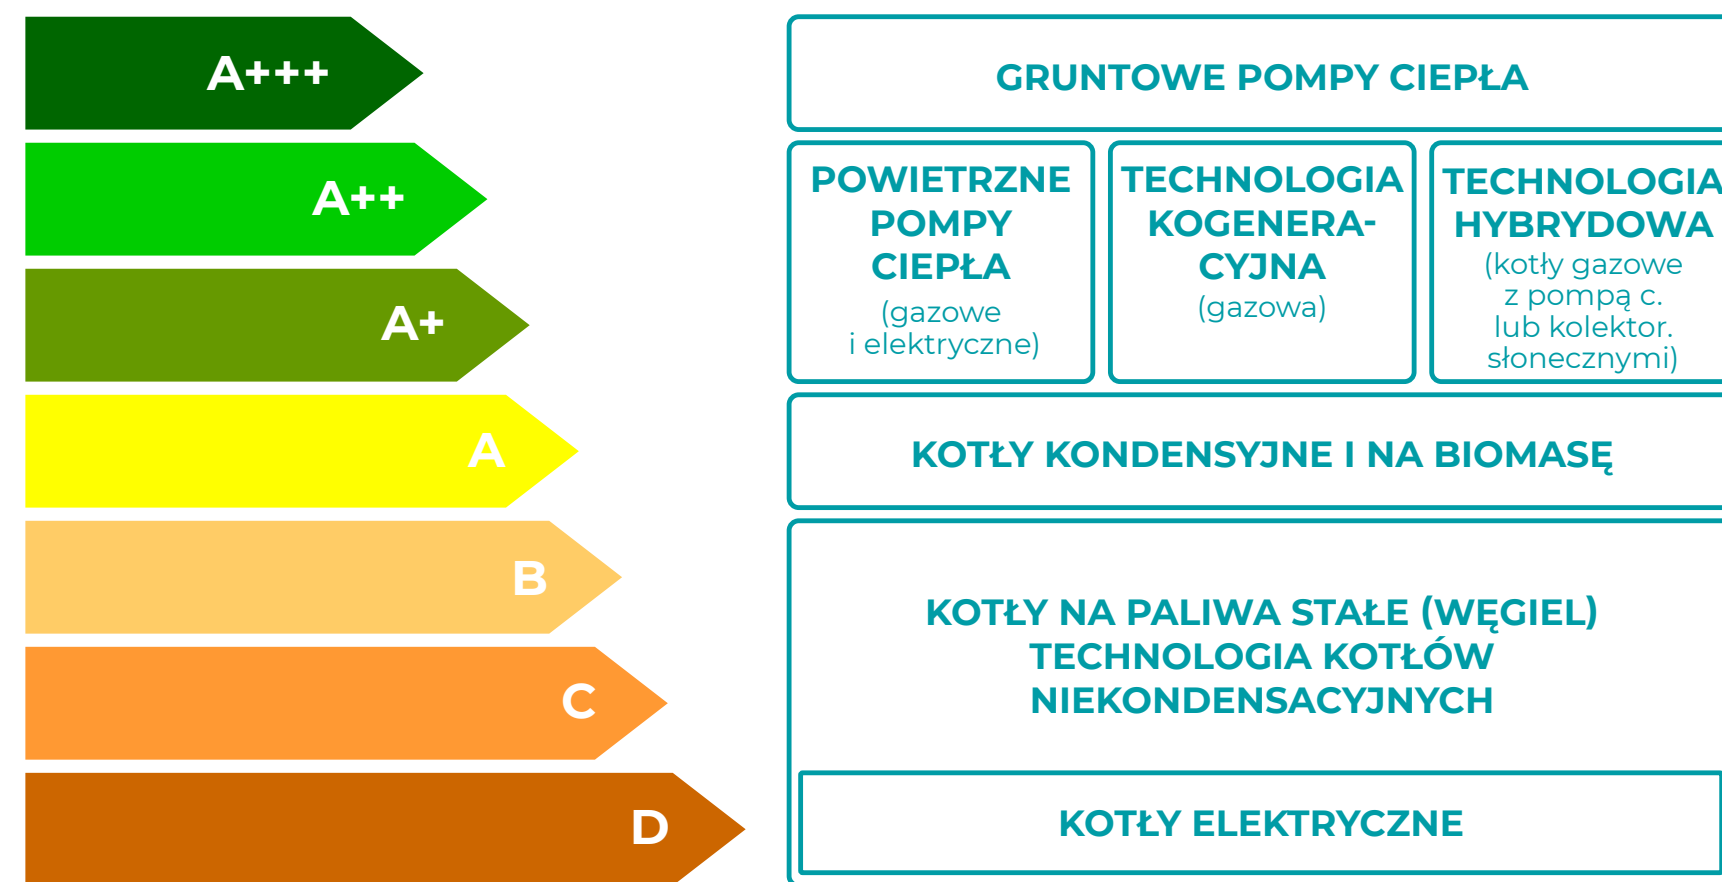 A+++
GRUNTOWE POMPY CIEPŁA
A++
A+
POWIETRZNE
POMPY
CIEPŁA
(gazowe
i elektryczne)
TECHNOLOGIA
KOGENERA-
CYJNA
(gazowa)
TECHNOLOGIA
HYBRYDOWA
(kotły gazowe
z pompą c.
lub kolektor.
słonecznymi)
A
KOTŁY KONDENSYJNE I NA BIOMASĘ
B
C
KOTŁY NA PALIWA STAŁE (WĘGIEL)
TECHNOLOGIA KOTŁÓW
NIEKONDENSACYJNYCH
D
KOTŁY ELEKTRYCZNE